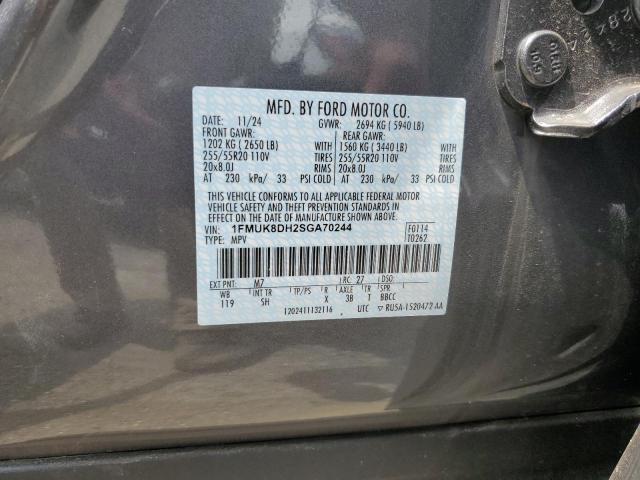 MFD. BY FORD MOTOR CO.
DATE: 11/24 GVWR: 2694 KG ( 5940 LB)
FRONT GAWR: REAR GAWR:
1202 KG ( 2650 LB) WITH 1560 KG ( 3440 LB) WITH
255/55R20 110V TIRES 255/55R20 110V TIRES
20x8.0J RIMS 20x8.0J RIMS
AT 230 kPa/ 33 PSI COLD AT 230 kPa/ 33 PSI COLD
THIS VEHICLE CONFORMS TO ALL APPLICABLE FEDERAL MOTOR
VEHICLE SAFETY AND THEFT PREVENTION STANDARDS IN EFFECT ON
THE DATE OF MANUFACTURE SHOWN ABOVE.
VIN: 1FMUK8DH2SGA70244 F0114
TYPE: MPV T0262
EXT PNT: M7 RC: 27 DSO:
WB INT TR TP/PS R AXLE TR SPR
119 SH X 3B T BBCC
1202411132116 UTC ▽ RU5A-1520472 AA